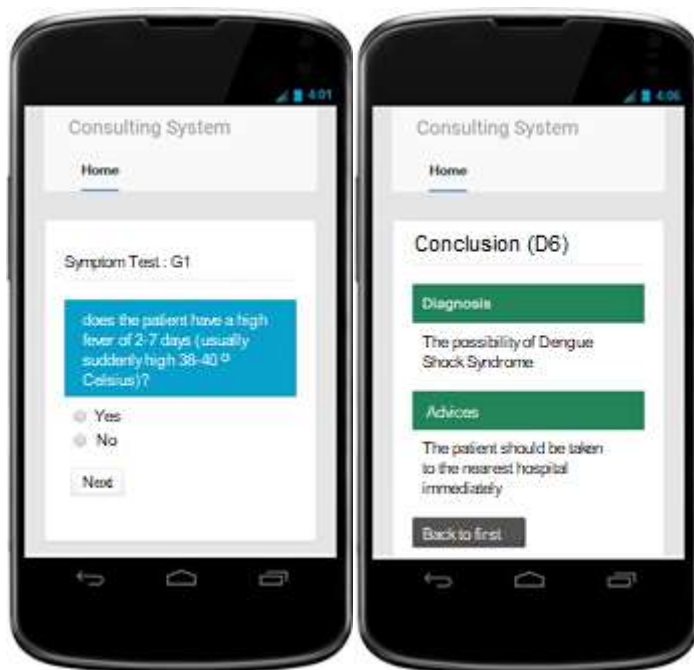 4:01
Consulting System
Home
Symptom Test : G1
does the patient have a high
fever of 2-7 days (usually
suddenly high 38-40 º
Celsius)?
Yes
No
Next
4:06
Consulting System
Home
Conclusion (D6)
Diagnosis
The possibility of Dengue
Shock Syndrome
Advices
The patient should be taken
to the nearest hospital
immediately
Back to first